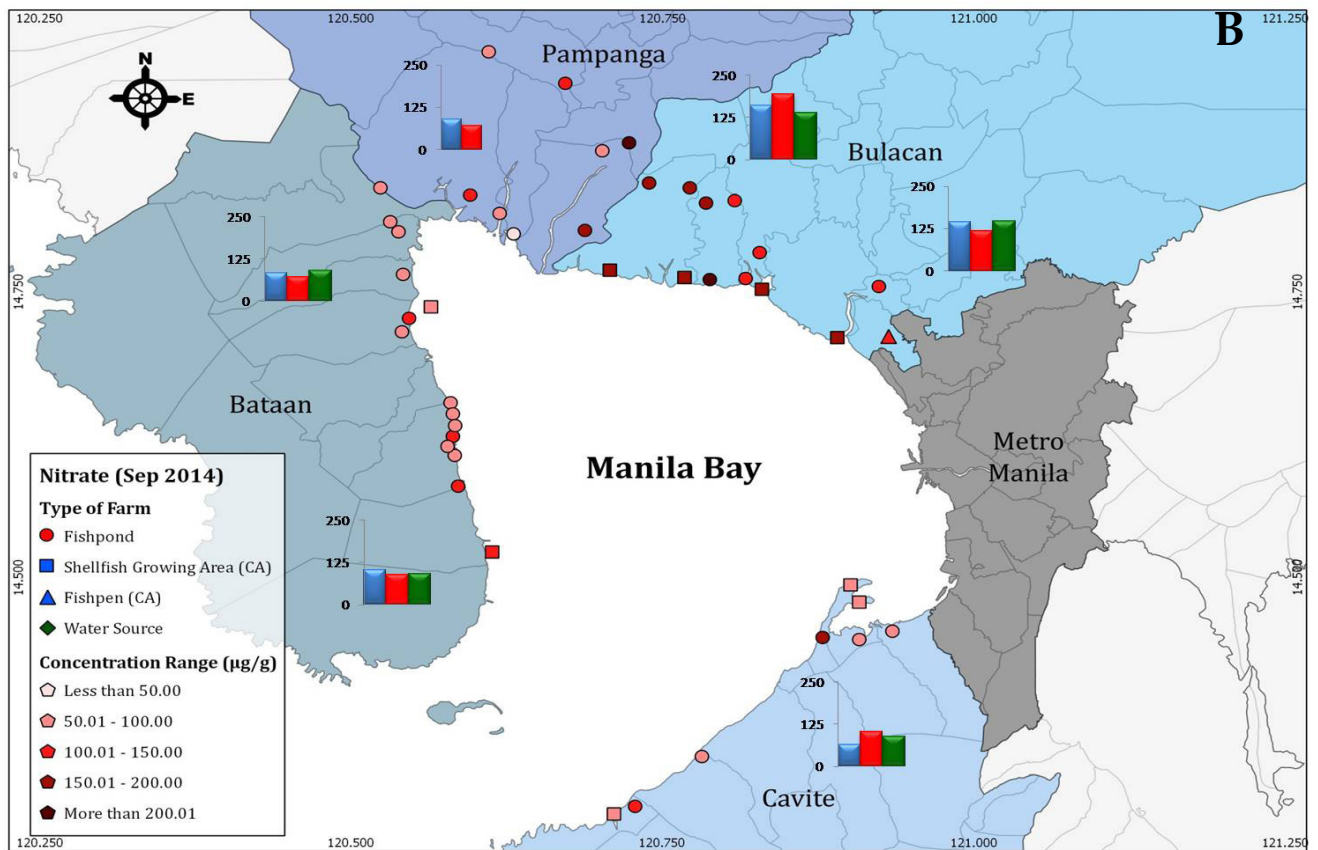 120.250
120.500
120.750
121.000
121.250
B
N
E
Pampanga
250
125
0
250
125
0
Bulacan
250
125
0
250
125
0
14.750
14.750
Bataan
Manila Bay
Metro
Manila
Nitrate (Sep 2014)
Type of Farm
Fishpond
Shellfish Growing Area (CA)
Fishpen (CA)
Water Source
Concentration Range (µg/g)
Less than 50.00
50.01 - 100.00
100.01 - 150.00
150.01 - 200.00
More than 200.01
250
125
0
14.500
14.500
250
125
0
Cavite
120.250
120.500
120.750
121.000
121.250
14.250
14.250